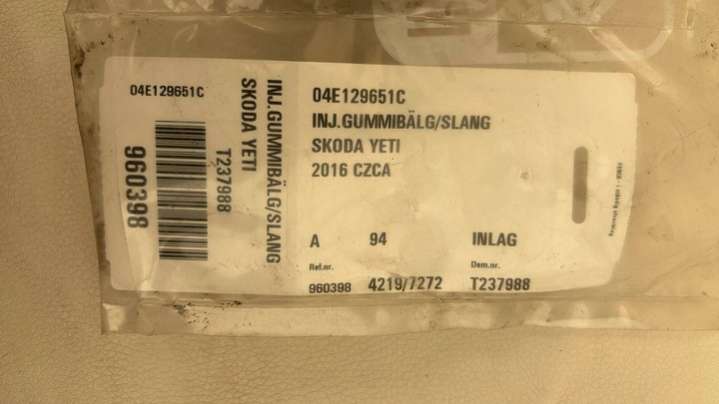 04E129651C
960398
T237988
SKODA YETI
INJ.GUMMIBÄLG/SLANG
04E129651C
INJ.GUMMIBÄLG/SLANG
SKODA YETI
2016 CZCA
A 94 INLAG
Ref.nr. Dem.nr.
960398 4219/7272 T237988